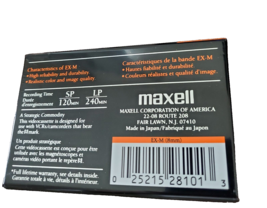 Characteristics of EX-M
• High reliability and durability
• Realistic color and image quality
Caractéristiques de la bande EX-M
• Hautes fiabilité et durabilité
• Couleurs réalistes et qualité d'image
Recording Time
Durée d'enregistrement
SP
120MIN
LP
240MIN
maxell
MAXELL CORPORATION OF AMERICA
22-08 ROUTE 208
FAIR LAWN, N.J. 07410
Made in Japan/Fabriqué au Japon
A Strategic Commodity
This videocassette is designed for
use with VCRs/camcorders that bear
the mark.
Un produit stratégique
Cette vidéocassette est conçue pour être
utilisée avec les magnétoscopes et
caméras vidéo portant le repère
*Full lifetime warranty, see details inside
Garantie totale à vie, détails à l'intérieur
EX-M (8mm)
0 25215 28101 3